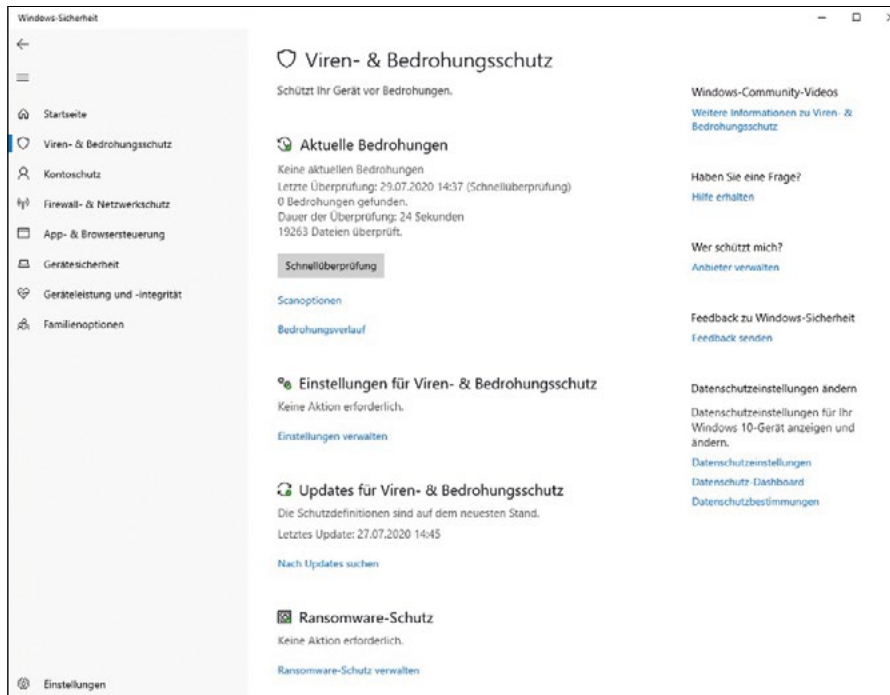 Windows-Sicherheit
Startseite
Viren- & Bedrohungsschutz
Kontoschutz
Firewall- & Netzwerkschutz
App- & Browsersteuerung
Gerätesicherheit
Geräteleistung und -integrität
Familienoptionen
Einstellungen
Viren- & Bedrohungsschutz
Schützt Ihr Gerät vor Bedrohungen.
Aktuelle Bedrohungen
Keine aktuellen Bedrohungen
Letzte Überprüfung: 29.07.2020 14:37 (Schnellüberprüfung)
0 Bedrohungen gefunden.
Dauer der Überprüfung: 24 Sekunden
19263 Dateien überprüft.
Schnellüberprüfung
Scanoptionen
Bedrohungsverlauf
Einstellungen für Viren- & Bedrohungsschutz
Keine Aktion erforderlich.
Einstellungen verwalten
Updates für Viren- & Bedrohungsschutz
Die Schutzdefinitionen sind auf dem neuesten Stand.
Letztes Update: 27.07.2020 14:45
Nach Updates suchen
Ransomware-Schutz
Keine Aktion erforderlich.
Ransomware-Schutz verwalten
Windows-Community-Videos
Weitere Informationen zu Viren- &
Bedrohungsschutz
Haben Sie eine Frage?
Hilfe erhalten
Wer schützt mich?
Anbieter verwalten
Feedback zu Windows-Sicherheit
Feedback senden
Datenschutzeinstellungen ändern
Datenschutzeinstellungen für Ihr
Windows 10-Gerät anzeigen und
ändern.
Datenschutzeinstellungen
Datenschutz-Dashboard
Datenschutzbestimmungen